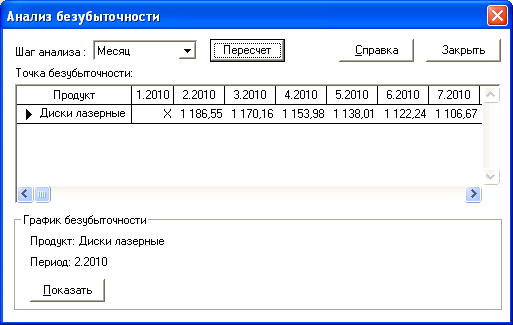 Анализ безубыточности
Шаг анализа: Месяц Пересчет Справка Закрыть
Точка безубыточности:
Продукт 1.2010 2.2010 3.2010 4.2010 5.2010 6.2010 7.2010
Диски лазерные X 1 186,55 1 170,16 1 153,98 1 138,01 1 122,24 1 106,67
График безубыточности
Продукт: Диски лазерные
Период: 2.2010
Показать